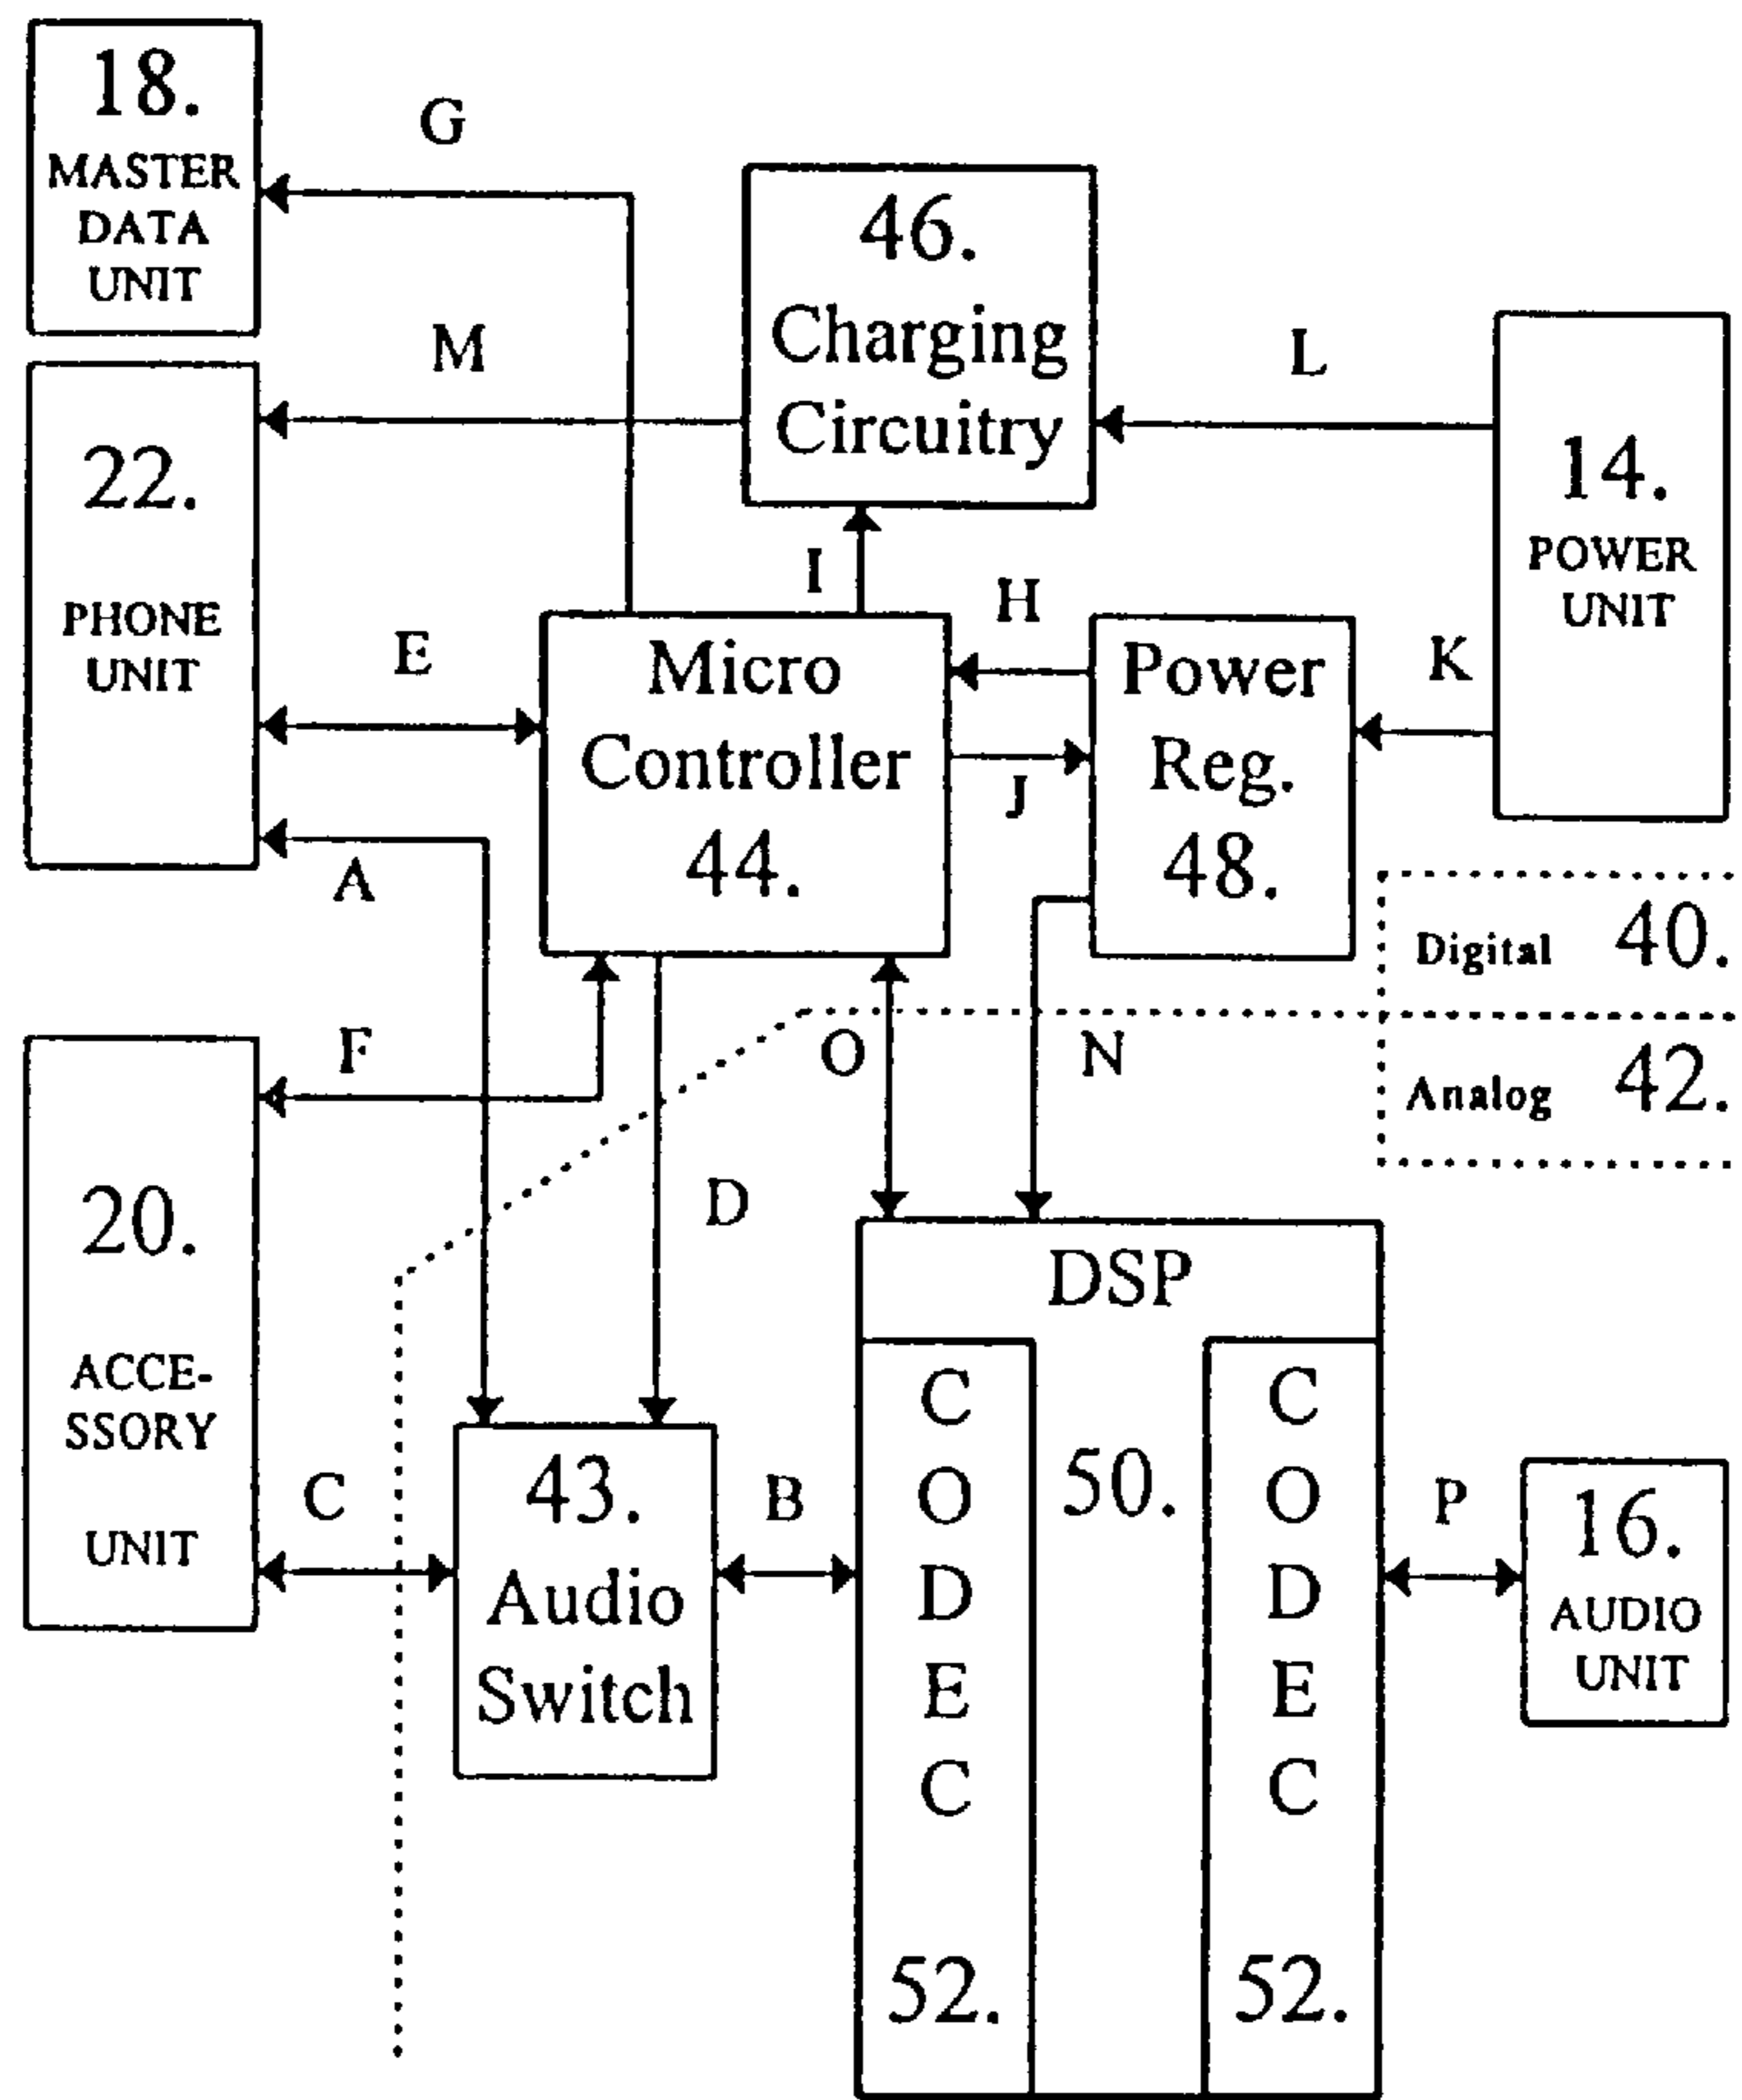 18.
MASTER
DATA
UNIT
G
46.
Charging
Circuitry
M
L
14.
POWER
UNIT
22.
PHONE
UNIT
I
H
E
K
Micro
Controller
44.
Power
Reg.
48.
J
A
Digital 40.
Analog 42.
F
O
N
D
20.
ACCE-
SSORY
UNIT
C
43.
Audio
Switch
B
DSP
C
O
D
E
C
52.
50.
C
O
D
E
C
52.
P
16.
AUDIO
UNIT